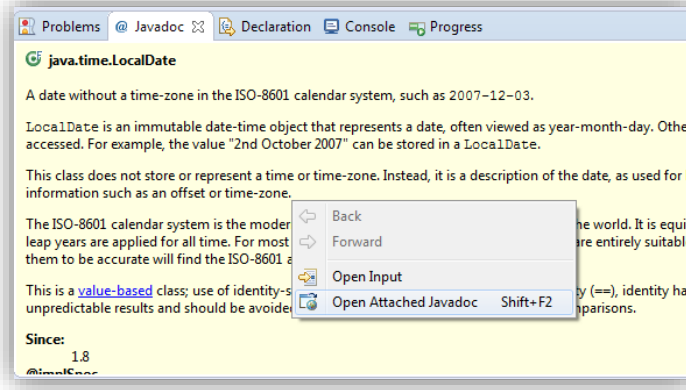 Problems @ Javadoc Declaration Console Progress
java.time.LocalDate
A date without a time-zone in the ISO-8601 calendar system, such as 2007-12-03.
LocalDate is an immutable date-time object that represents a date, often viewed as year-month-day. Othe
accessed. For example, the value "2nd October 2007" can be stored in a LocalDate.
This class does not store or represent a time or time-zone. Instead, it is a description of the date, as used for
information such as an offset or time-zone.
The ISO-8601 calendar system is the moder he world. It is equi
leap years are applied for all time. For most are entirely suitabl
them to be accurate will find the ISO-8601 a
This is a value-based class; use of identity-s ty (==), identity ha
unpredictable results and should be avoide nparisons.
Back
Forward
Open Input
Open Attached Javadoc Shift+F2
Since:
1.8
@implSpec